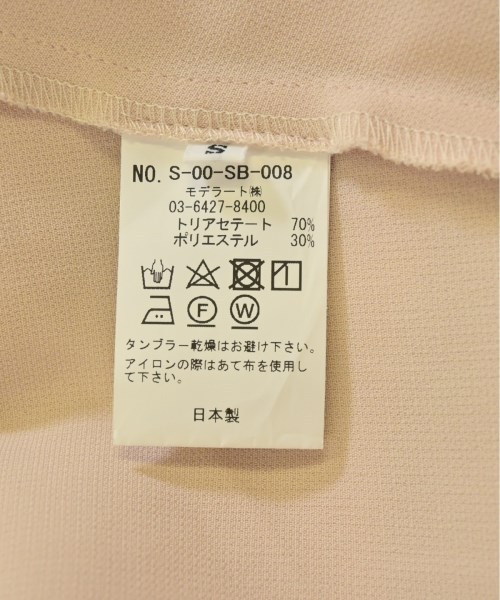 S
NO. S-00-SB-008
モデラート㈱
03-6427-8400
トリアセテート 70%
ポリエステル 30%
F W
タンブラー乾燥はお避け下さい。
アイロンの際はあて布を使用し
て下さい。
日本製